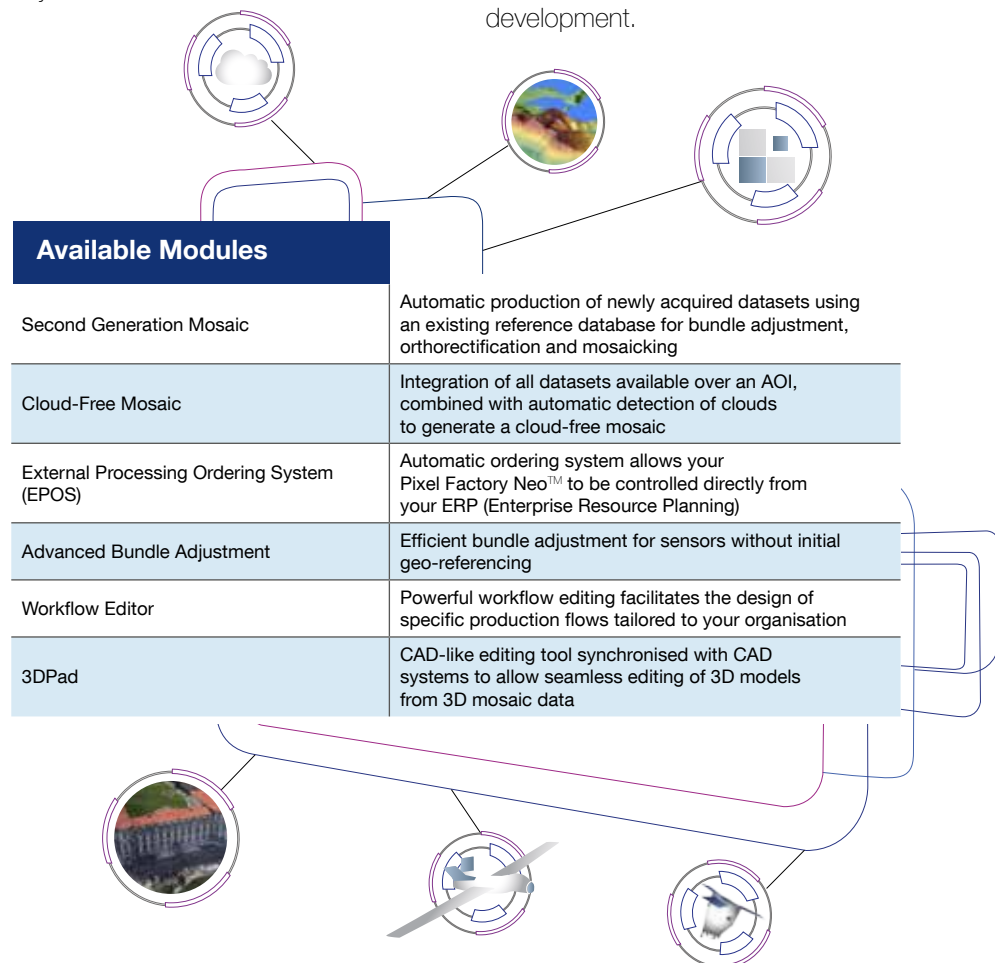 development.
Available Modules
Second Generation Mosaic
Automatic production of newly acquired datasets using
an existing reference database for bundle adjustment,
orthorectification and mosaicking
Cloud-Free Mosaic
Integration of all datasets available over an AOI,
combined with automatic detection of clouds
to generate a cloud-free mosaic
External Processing Ordering System
(EPOS)
Automatic ordering system allows your
Pixel Factory Neo™ to be controlled directly from
your ERP (Enterprise Resource Planning)
Advanced Bundle Adjustment
Efficient bundle adjustment for sensors without initial
geo-referencing
Workflow Editor
Powerful workflow editing facilitates the design of
specific production flows tailored to your organisation
3DPad
CAD-like editing tool synchronised with CAD
systems to allow seamless editing of 3D models
from 3D mosaic data